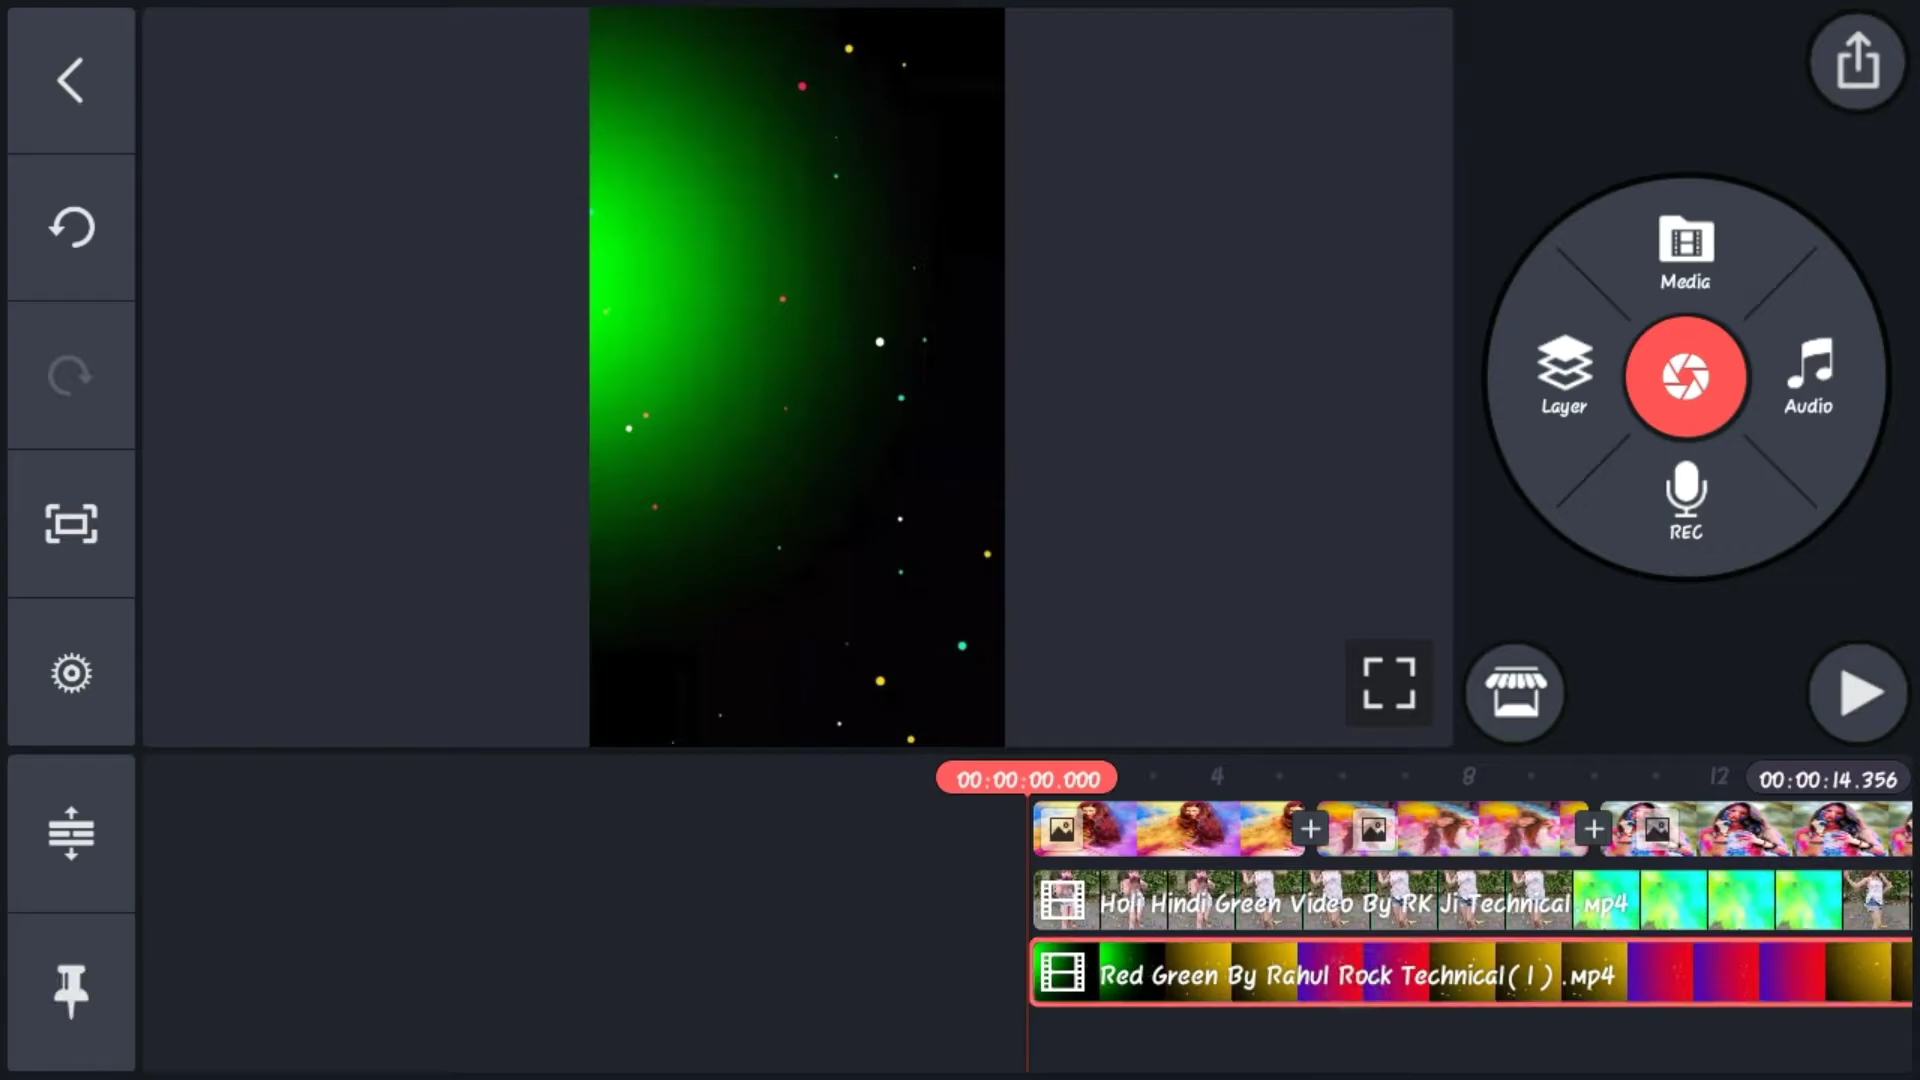 Media
Layer
Audio
REC
00:00:00.000
4
8
12
00:00:14.356
Holi Hindi Green Video By RK Ji Technical.mp4
Red Green By Rahul Rock Technical(1).mp4